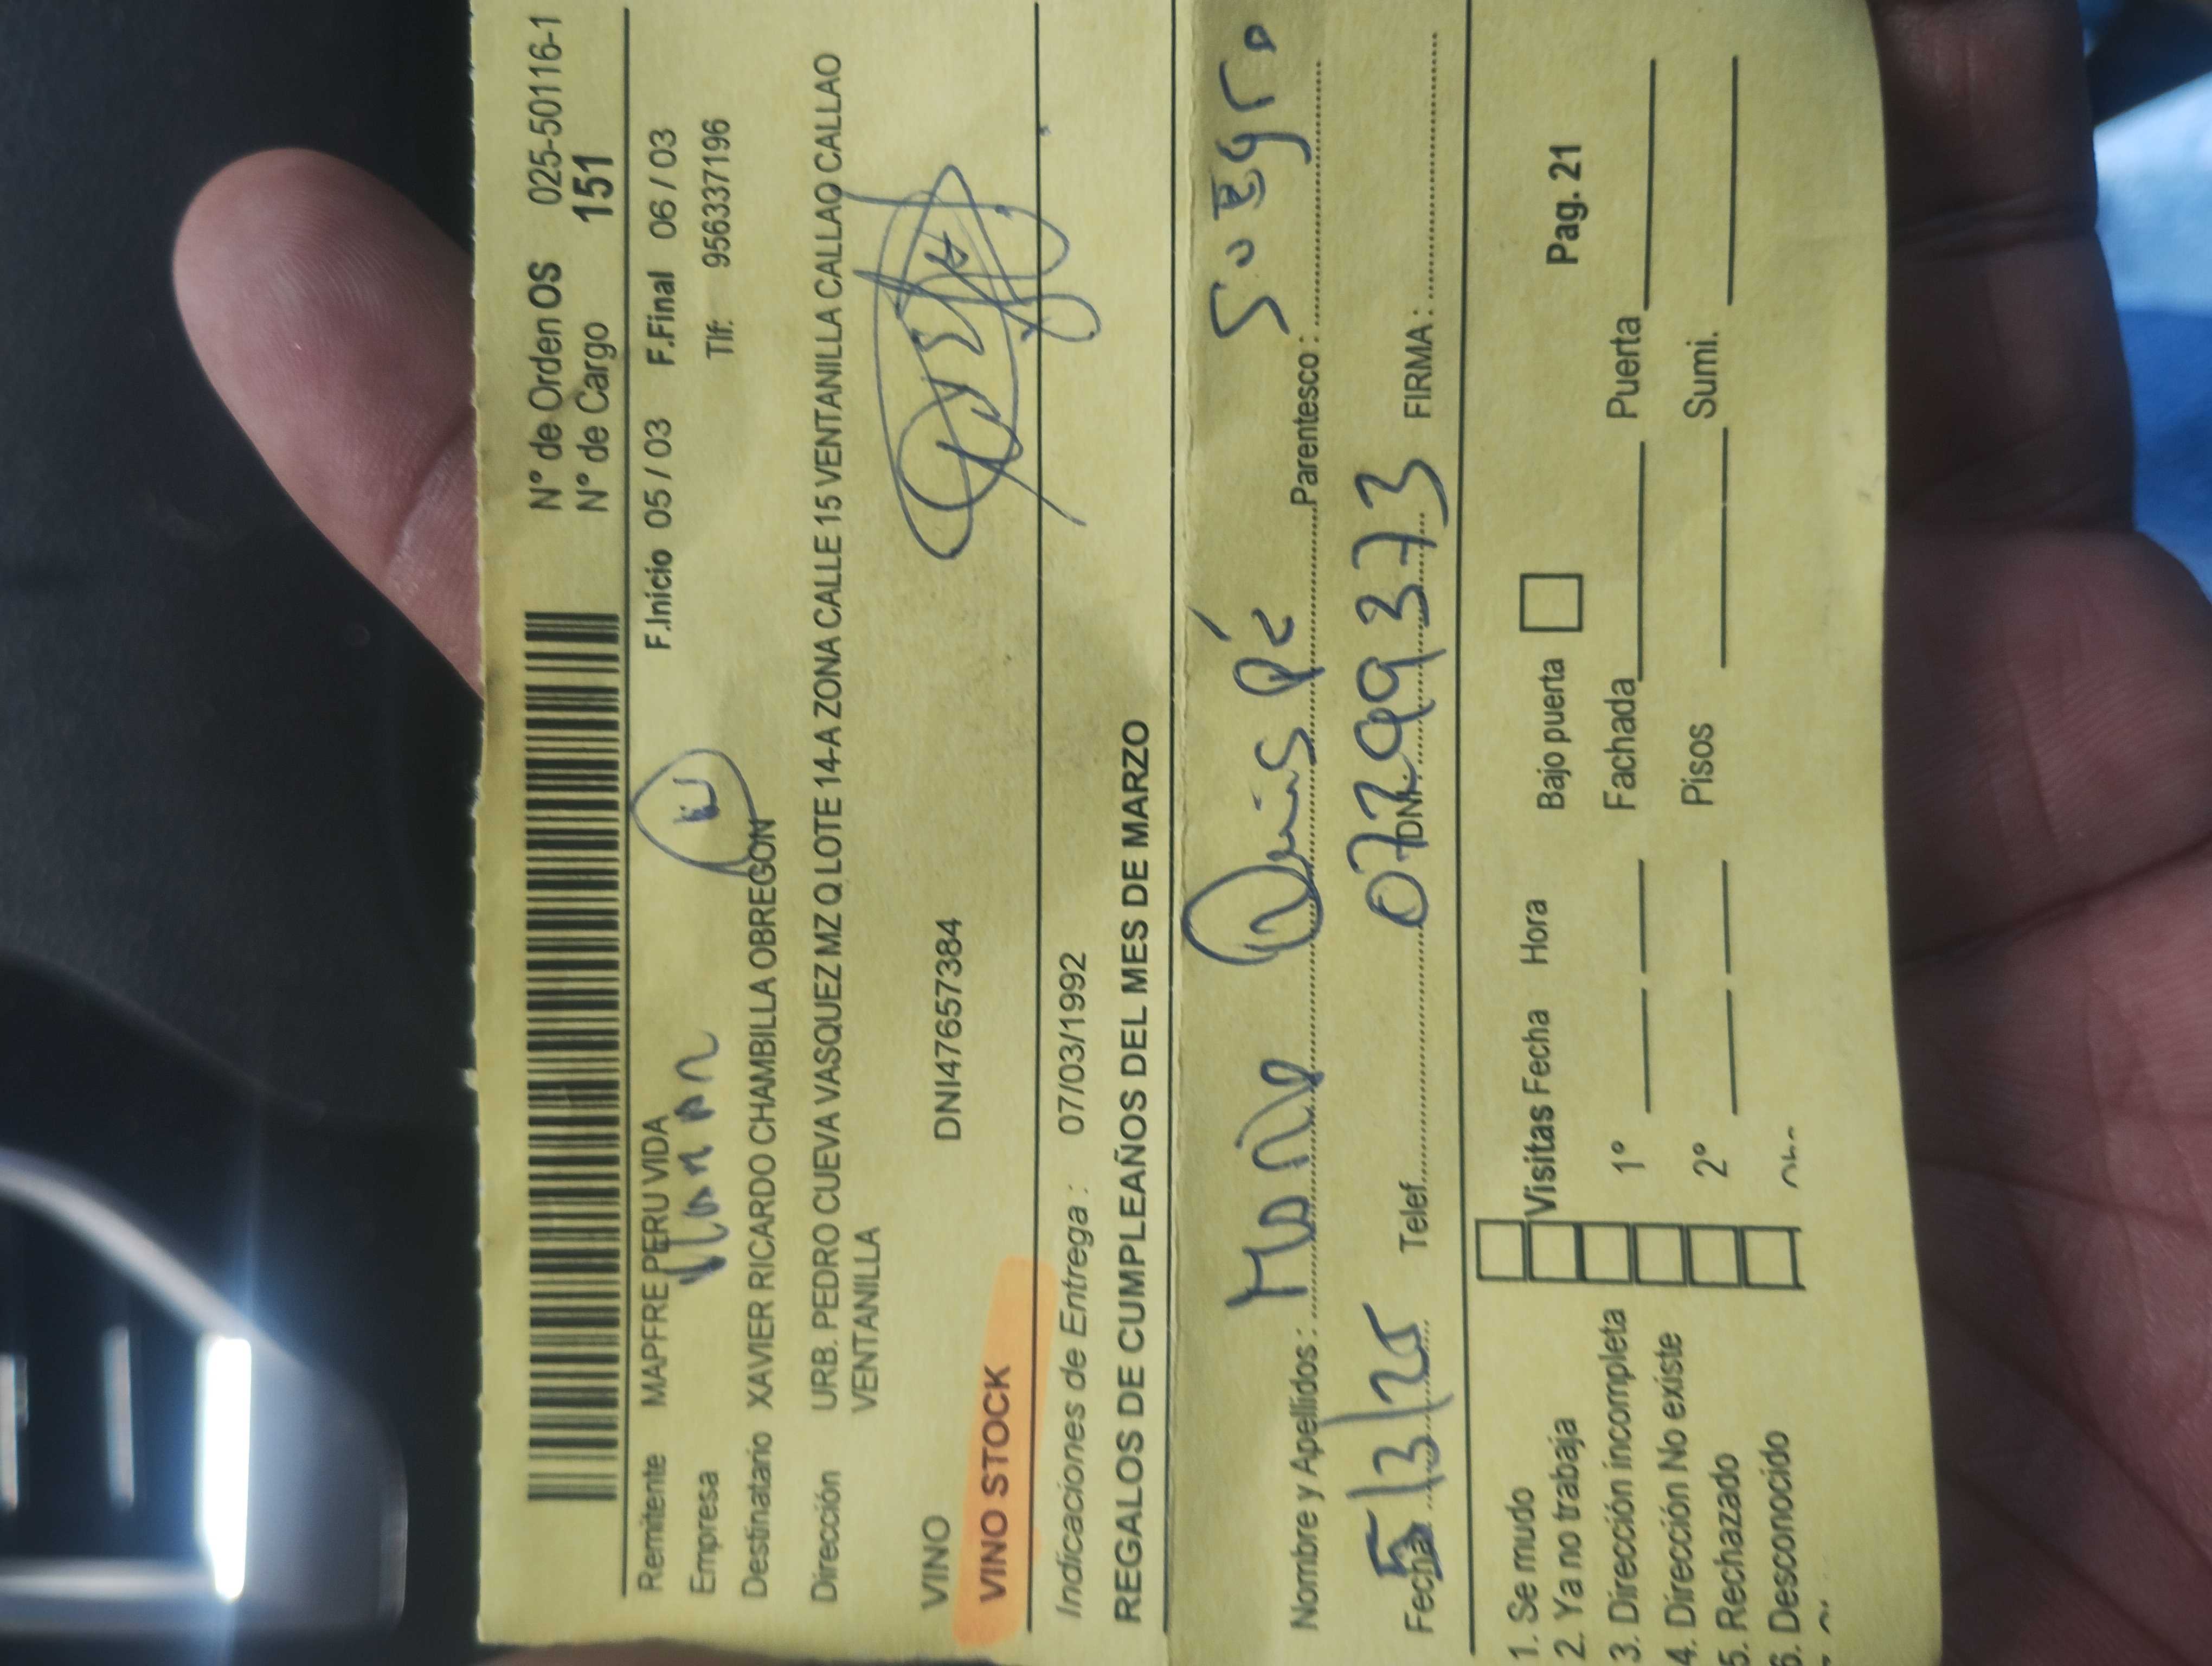 N° de Orden OS 025-50116-1
N° de Cargo 151
F.Inicio 05 / 03 F.Final 06 / 03
Remitente MAPFRE PERU VIDA
Empresa Tlf: 956337196
Destinatario XAVIER RICARDO CHAMBILLA OBREGON
Dirección URB. PEDRO CUEVA VASQUEZ MZ Q LOTE 14-A ZONA CALLE 15 VENTANILLA CALLAO CALLAO
VENTANILLA
VINO DNI47657384
VINO STOCK
Indicaciones de Entrega : 07/03/1992
REGALOS DE CUMPLEAÑOS DEL MES DE MARZO
Nombre y Apellidos : Mario Quispé Parentesco : Suegro
Fecha 5/3/25 Telef. DNI. 07299373 FIRMA :
1. Se mudo
2. Ya no trabaja Visitas Fecha Hora Bajo puerta Pag. 21
3. Dirección incompleta 1° Fachada Puerta
4. Dirección No existe
5. Rechazado 2° Pisos Sumi.
6. Desconocido